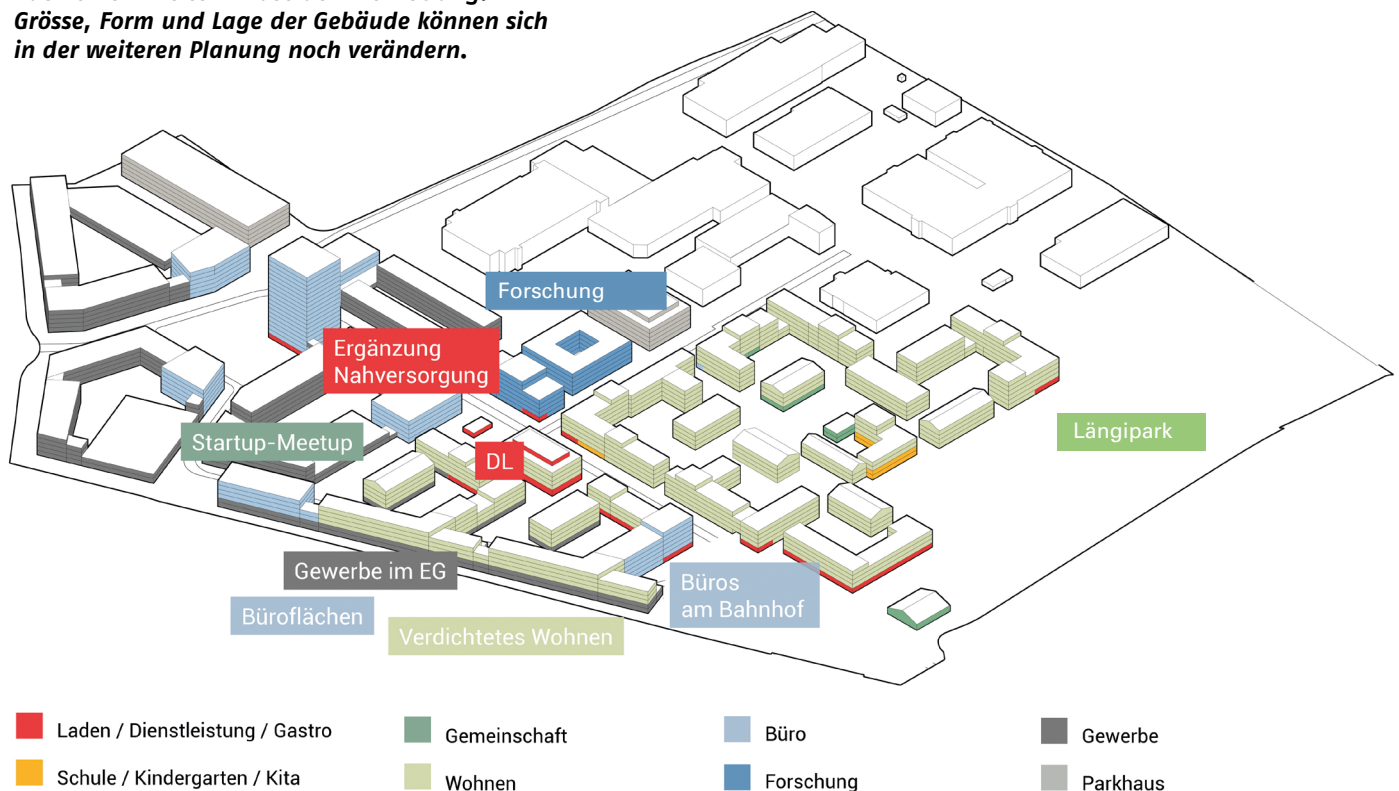 Grösse, Form und Lage der Gebäude können sich
in der weiteren Planung noch verändern.
Forschung
Ergänzung
Nahversorgung
Startup-Meetup
DL
Längipark
Gewerbe im EG
Büros
am Bahnhof
Büroflächen
Verdichtetes Wohnen
Laden / Dienstleistung / Gastro
Gemeinschaft
Büro
Gewerbe
Schule / Kindergarten / Kita
Wohnen
Forschung
Parkhaus